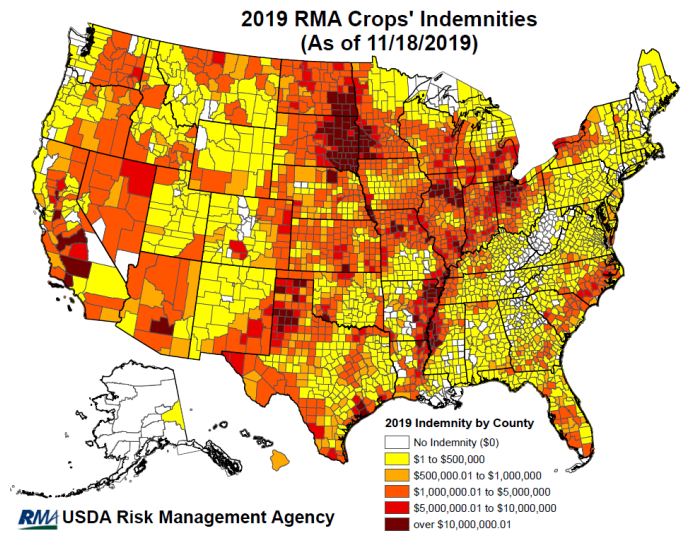 2019 RMA Crops' Indemnities
(As of 11/18/2019)
2019 Indemnity by County
No Indemnity ($0)
$1 to $500,000
$500,000.01 to $1,000,000
$1,000,000.01 to $5,000,000
$5,000,000.01 to $10,000,000
over $10,000,000.01
RMA USDA Risk Management Agency